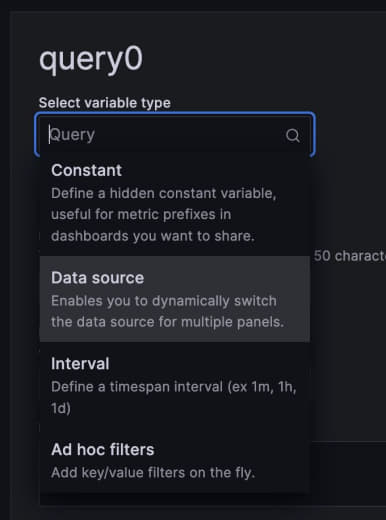 query0
Select variable type
Query
Constant
Define a hidden constant variable,
useful for metric prefixes in
dashboards you want to share.
50 characte
Data source
Enables you to dynamically switch
the data source for multiple panels.
Interval
Define a timespan interval (ex 1m, 1h,
1d)
Ad hoc filters
Add key/value filters on the fly.